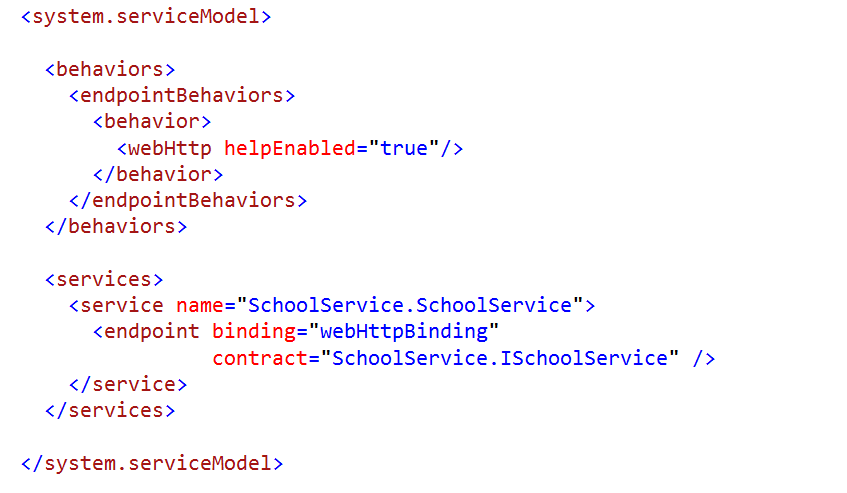 <system.serviceModel>
<behaviors>
<endpointBehaviors>
<behavior>
<webHttp helpEnabled="true"/>
</behavior>
</endpointBehaviors>
</behaviors>
<services>
<service name="SchoolService.SchoolService">
<endpoint binding="webHttpBinding"
contract="SchoolService.ISchoolService" />
</service>
</services>
</system.serviceModel>